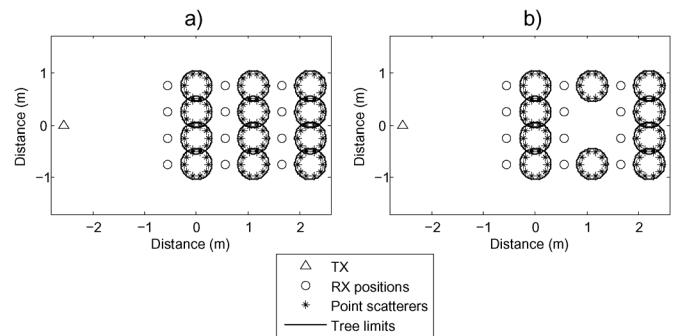 a)
b)
Distance (m)
1
0
−1
−2
−1
0
1
2
Distance (m)
Distance (m)
1
0
−1
−2
−1
0
1
2
Distance (m)
TX
RX positions
Point scatterers
Tree limits